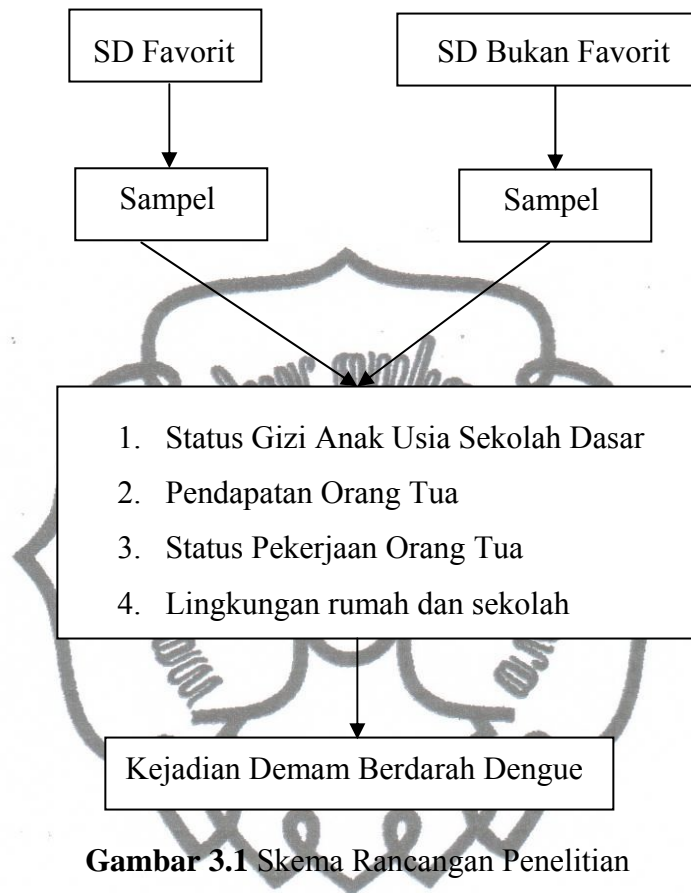 SD Favorit
SD Bukan Favorit
Sampel
Sampel
1. Status Gizi Anak Usia Sekolah Dasar
2. Pendapatan Orang Tua
3. Status Pekerjaan Orang Tua
4. Lingkungan rumah dan sekolah
Kejadian Demam Berdarah Dengue
Gambar 3.1 Skema Rancangan Penelitian